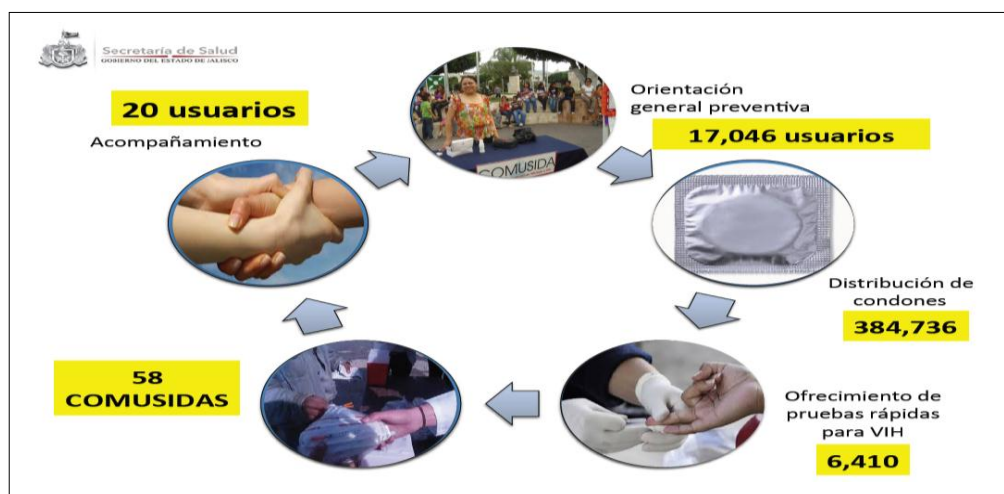 Secretaría de Salud
GOBIERNO DEL ESTADO DE JALISCO
20 usuarios
Acompañamiento
Orientación
general preventiva
17,046 usuarios
COMUSIDA
Distribución de
condones
384,736
58
COMUSIDAS
Ofrecimiento de
pruebas rápidas
para VIH
6,410